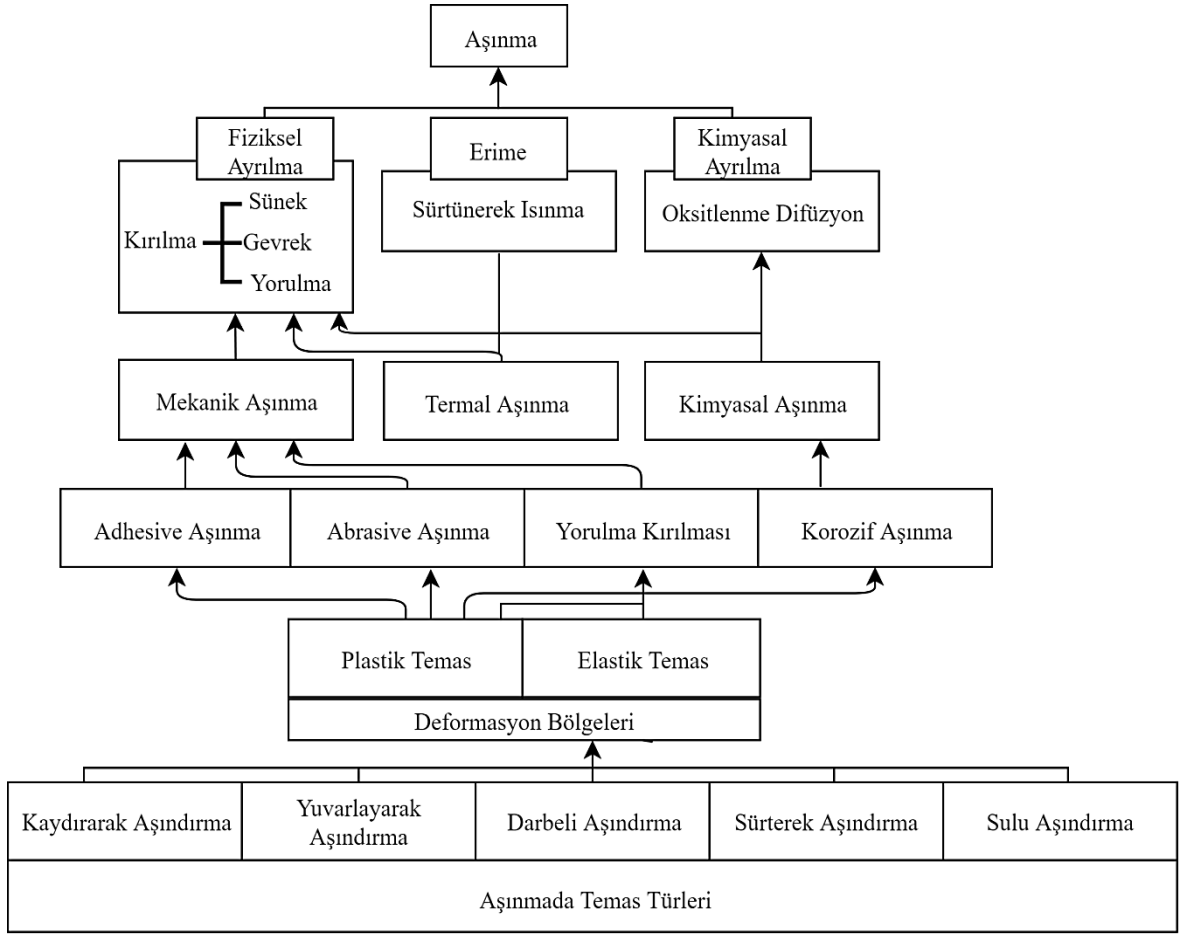 Aşınma
Fiziksel
Ayrılma
Erime
Kimyasal
Ayrılma
Kırılma
Sünek
Gevrek
Yorulma
Sürtünerek Isınma
Oksitlenme Difüzyon
Mekanik Aşınma
Termal Aşınma
Kimyasal Aşınma
Adhesive Aşınma
Abrasive Aşınma
Yorulma Kırılması
Korozif Aşınma
Plastik Temas
Elastik Temas
Deformasyon Bölgeleri
Kaydırarak Aşındırma
Yuvarlayarak
Aşındırma
Darbeli Aşındırma
Sürterek Aşındırma
Sulu Aşındırma
Aşınmada Temas Türleri